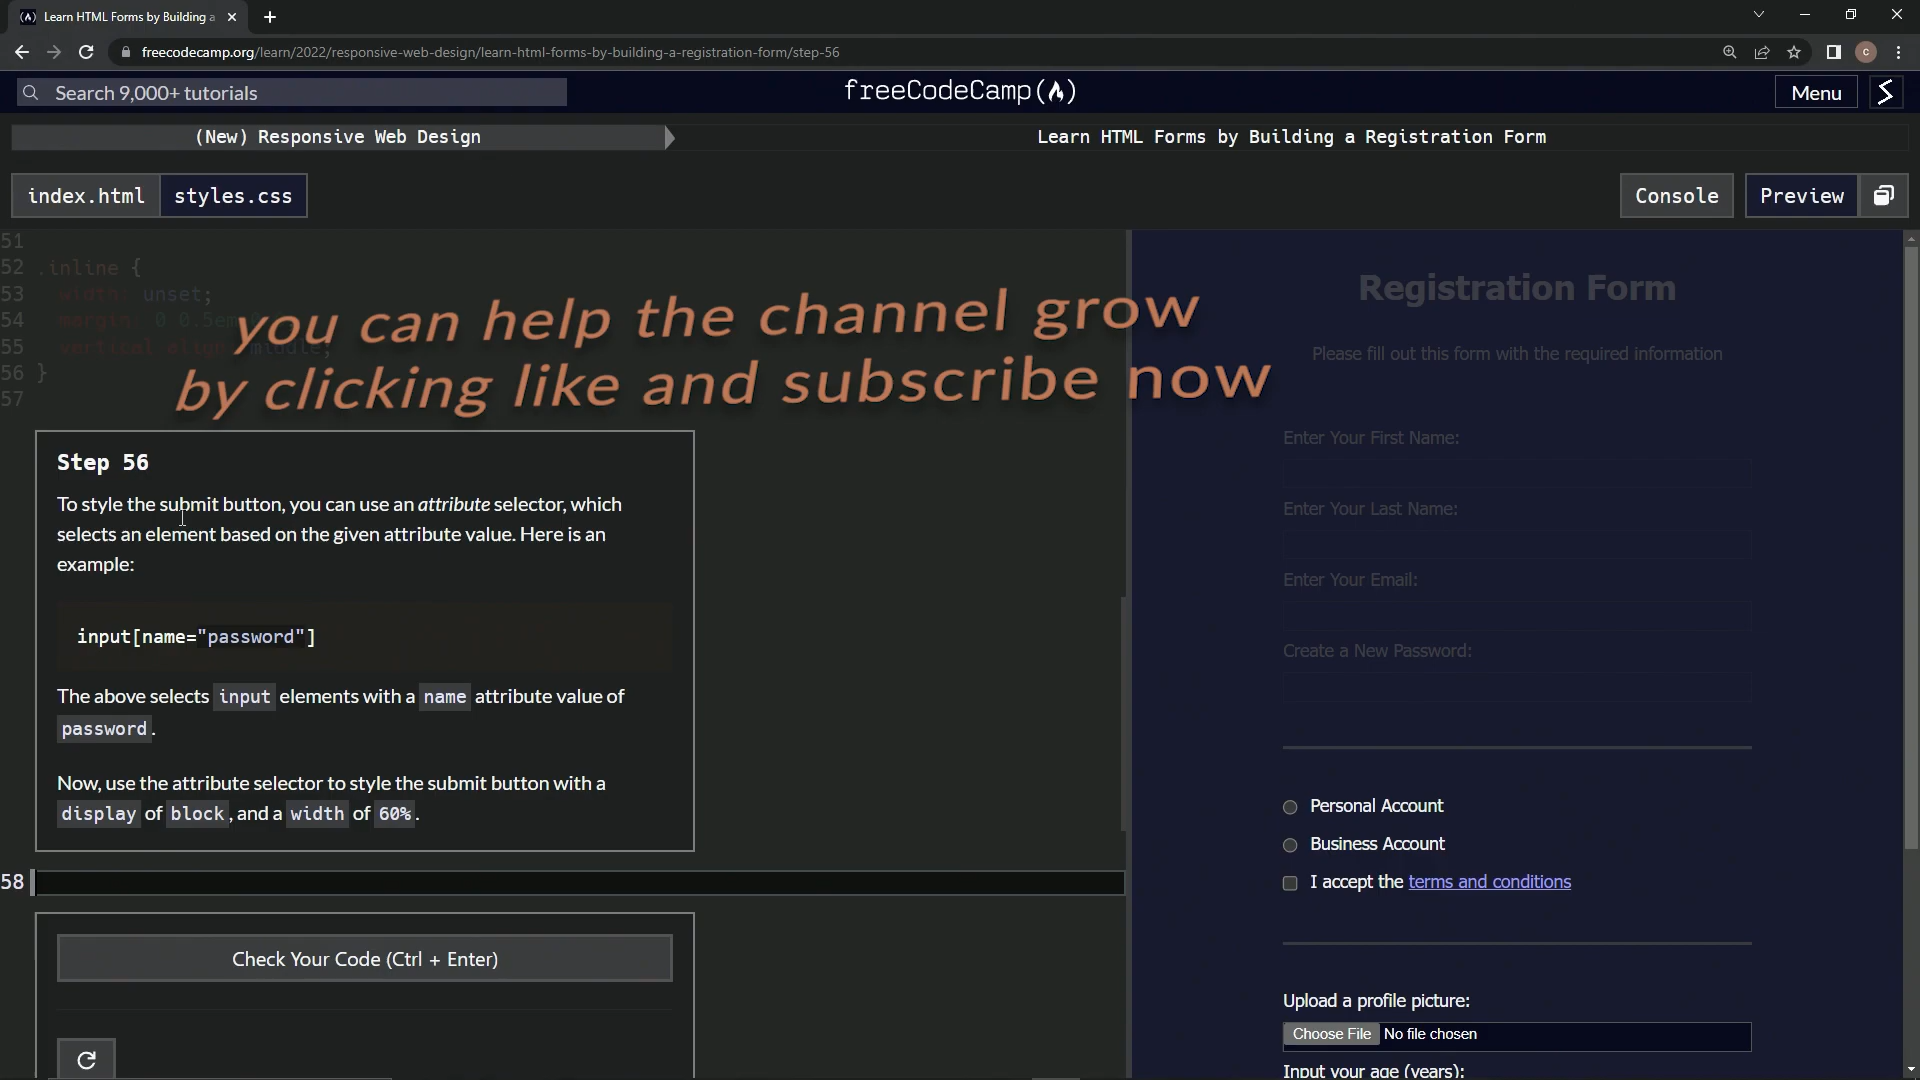 Learn HTML Forms by Building a
freecodecamp.org/learn/2022/responsive-web-design/learn-html-forms-by-building-a-registration-form/step-56
C
Search 9,000+ tutorials
freeCodeCamp
Menu
(New) Responsive Web Design
Learn HTML Forms by Building a Registration Form
index.html
styles.css
Console
Preview
51
52 .inline {
53 width: unset;
54 margin: 0 0.5em
55 vertical-align: middle;
56 }
57
you can help the channel grow
by clicking like and subscribe now
Step 56
To style the submit button, you can use an attribute selector, which
selects an element based on the given attribute value. Here is an
example:
input[name="password"]
The above selects input elements with a name attribute value of
password.
Now, use the attribute selector to style the submit button with a
display of block, and a width of 60%.
58
Check Your Code (Ctrl + Enter)
Registration Form
Please fill out this form with the required information
Enter Your First Name:
Enter Your Last Name:
Enter Your Email:
Create a New Password:
Personal Account
Business Account
I accept the terms and conditions
Upload a profile picture:
Choose File No file chosen
Input your age (years):